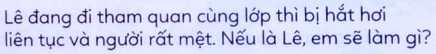 Lê đang đi tham quan cùng lớp thì bị hắt hơi
liên tục và người rất mệt. Nếu là Lê, em sẽ làm gì?